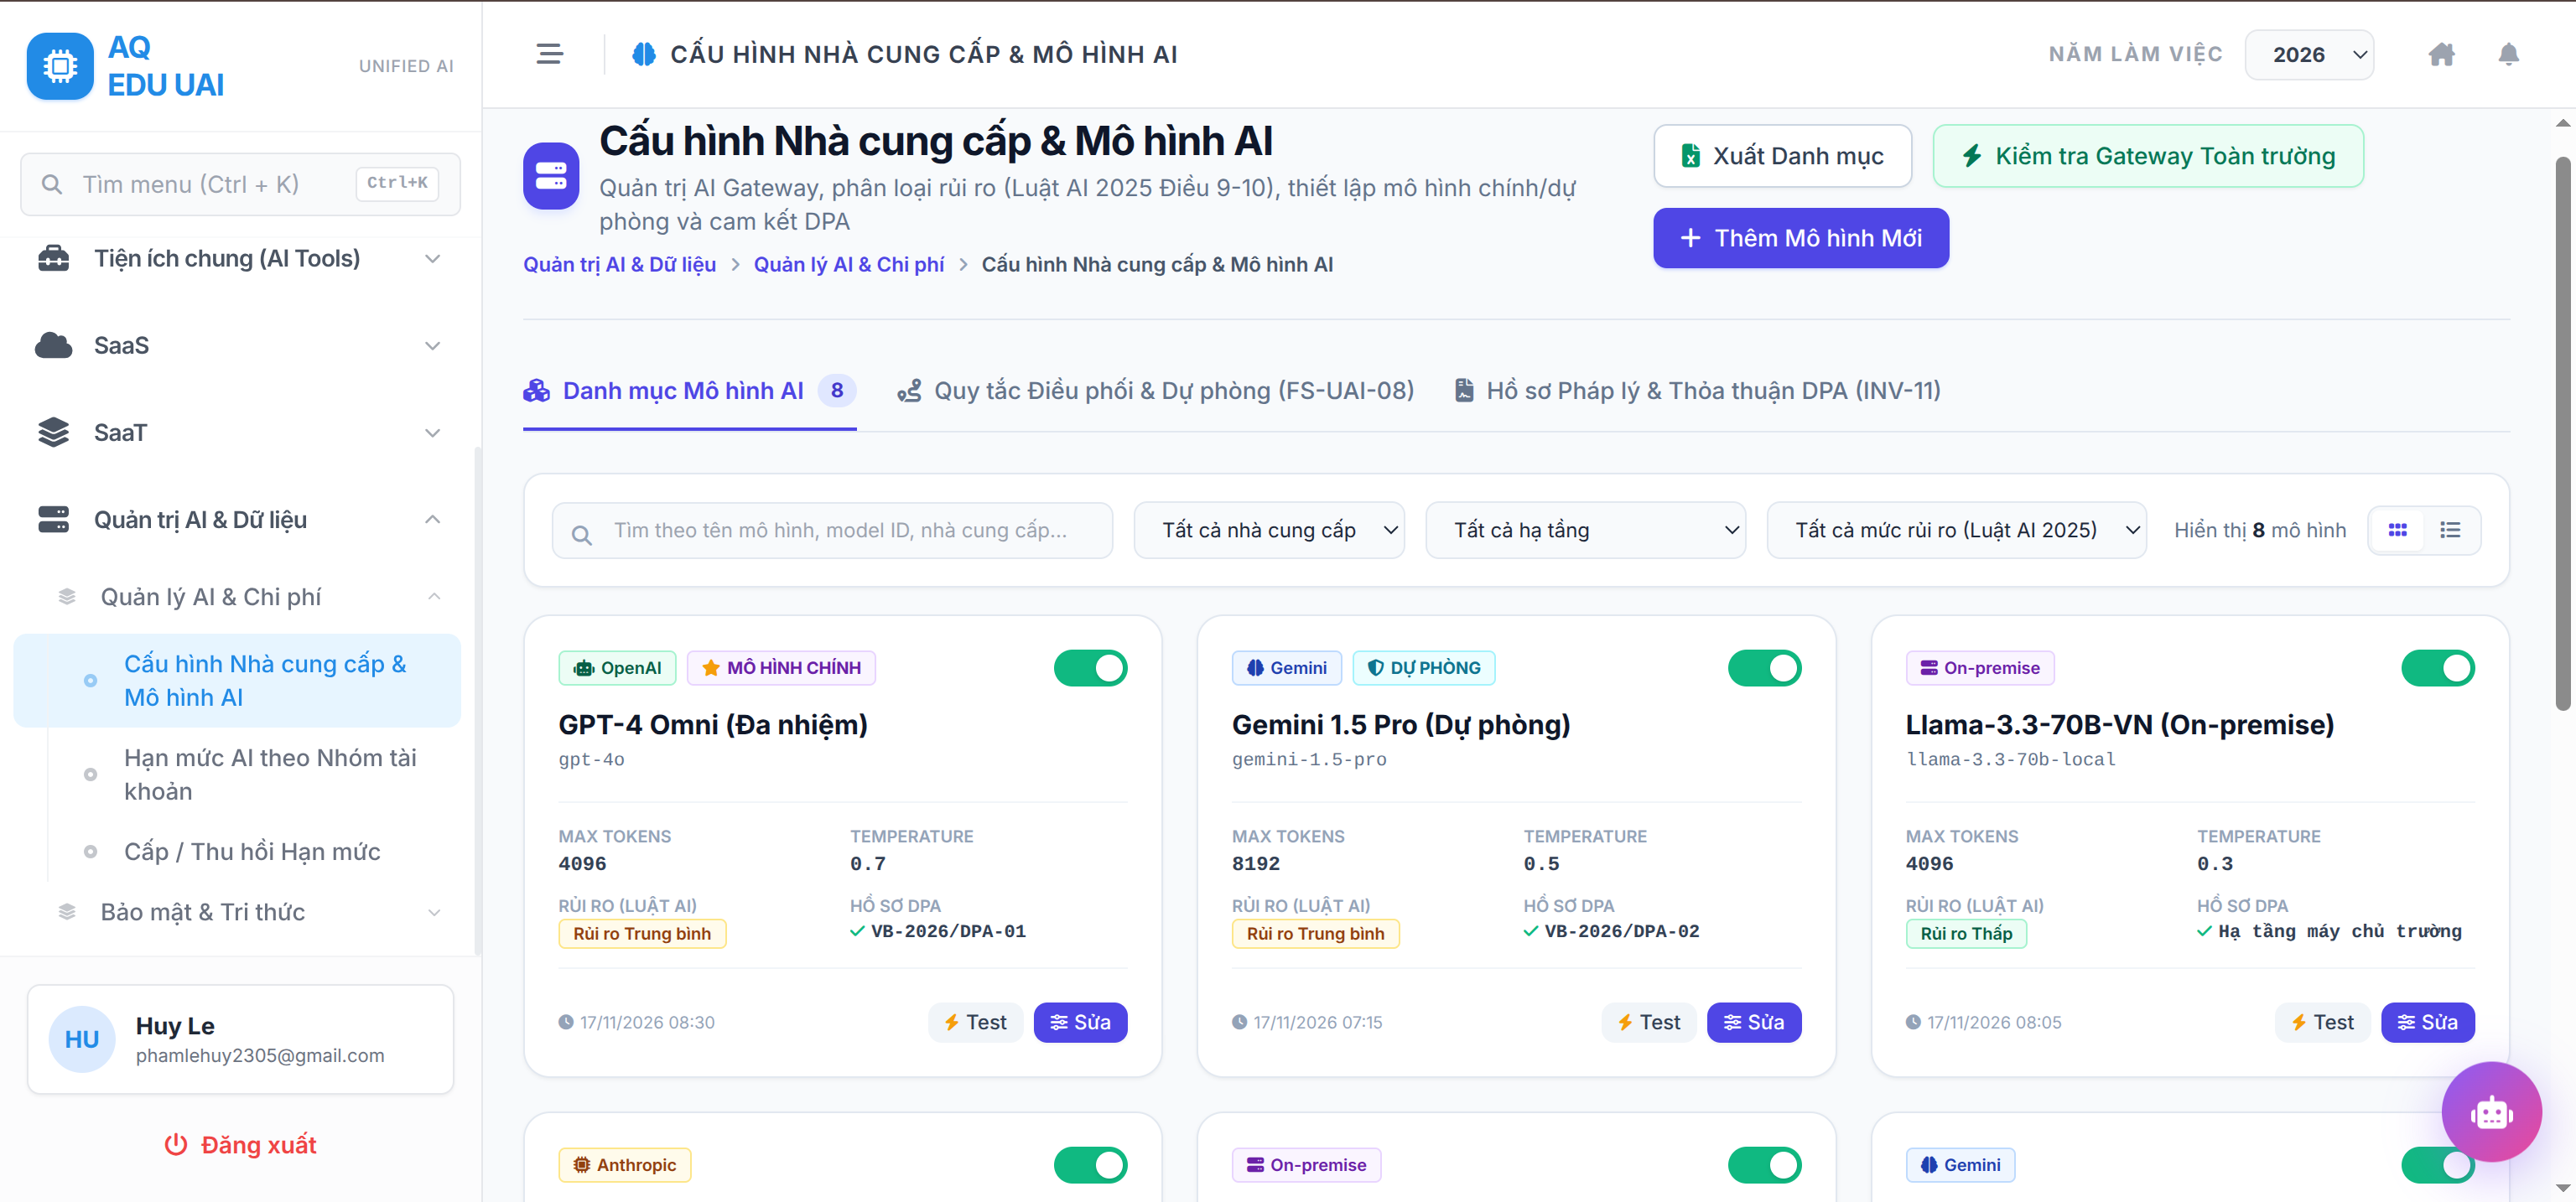 AQ
EDU UAI
UNIFIED AI
Tìm menu (Ctrl + K)
Ctrl+K
Tiện ích chung (AI Tools)
SaaS
SaaT
Quản trị AI & Dữ liệu
Quản lý AI & Chi phí
Cấu hình Nhà cung cấp &
Mô hình AI
Hạn mức AI theo Nhóm tài
khoản
Cấp / Thu hồi Hạn mức
Bảo mật & Tri thức
HU
Huy Le
phamlehuy2305@gmail.com
Đăng xuất
CẤU HÌNH NHÀ CUNG CẤP & MÔ HÌNH AI
NĂM LÀM VIỆC
2026
Cấu hình Nhà cung cấp & Mô hình AI
Quản trị AI Gateway, phân loại rủi ro (Luật AI 2025 Điều 9-10), thiết lập mô hình chính/dự
phòng và cam kết DPA
Quản trị AI & Dữ liệu > Quản lý AI & Chi phí > Cấu hình Nhà cung cấp & Mô hình AI
Xuất Danh mục
Kiểm tra Gateway Toàn trường
+ Thêm Mô hình Mới
Danh mục Mô hình AI 8
Quy tắc Điều phối & Dự phòng (FS-UAI-08)
Hồ sơ Pháp lý & Thỏa thuận DPA (INV-11)
Tìm theo tên mô hình, model ID, nhà cung cấp...
Tất cả nhà cung cấp
Tất cả hạ tầng
Tất cả mức rủi ro (Luật AI 2025)
Hiển thị 8 mô hình
OpenAI
MÔ HÌNH CHÍNH
GPT-4 Omni (Đa nhiệm)
gpt-4o
MAX TOKENS
4096
TEMPERATURE
0.7
RỦI RO (LUẬT AI)
Rủi ro Trung bình
HỒ SƠ DPA
VB-2026/DPA-01
17/11/2026 08:30
Test
Sửa
Gemini
DỰ PHÒNG
Gemini 1.5 Pro (Dự phòng)
gemini-1.5-pro
MAX TOKENS
8192
TEMPERATURE
0.5
RỦI RO (LUẬT AI)
Rủi ro Trung bình
HỒ SƠ DPA
VB-2026/DPA-02
17/11/2026 07:15
Test
Sửa
On-premise
Llama-3.3-70B-VN (On-premise)
llama-3.3-70b-local
MAX TOKENS
4096
TEMPERATURE
0.3
RỦI RO (LUẬT AI)
Rủi ro Thấp
HỒ SƠ DPA
Hạ tầng máy chủ trường
17/11/2026 08:05
Test
Sửa
Anthropic
On-premise
Gemini